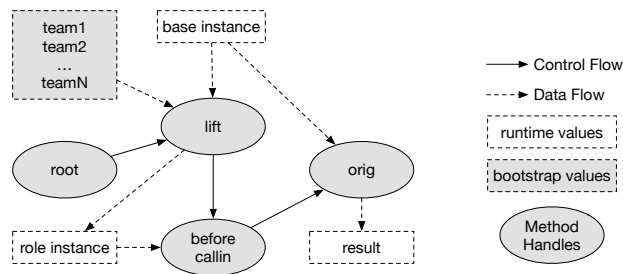 team1
team2
…
teamN
base instance
lift
root
orig
role instance
before
callin
result
Control Flow
Data Flow
runtime values
bootstrap values
Method
Handles